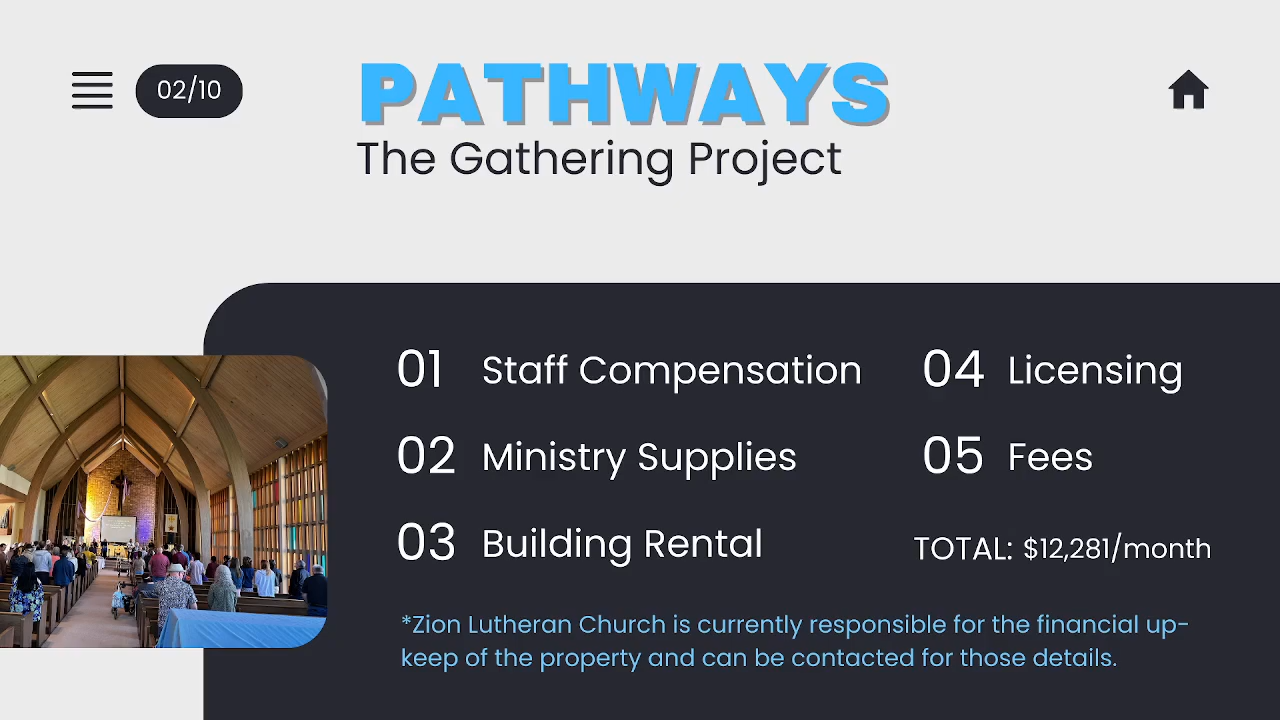 02/10
PATHWAYS
The Gathering Project
01 Staff Compensation
02 Ministry Supplies
03 Building Rental
04 Licensing
05 Fees
TOTAL: $12,281/month
*Zion Lutheran Church is currently responsible for the financial up-
keep of the property and can be contacted for those details.